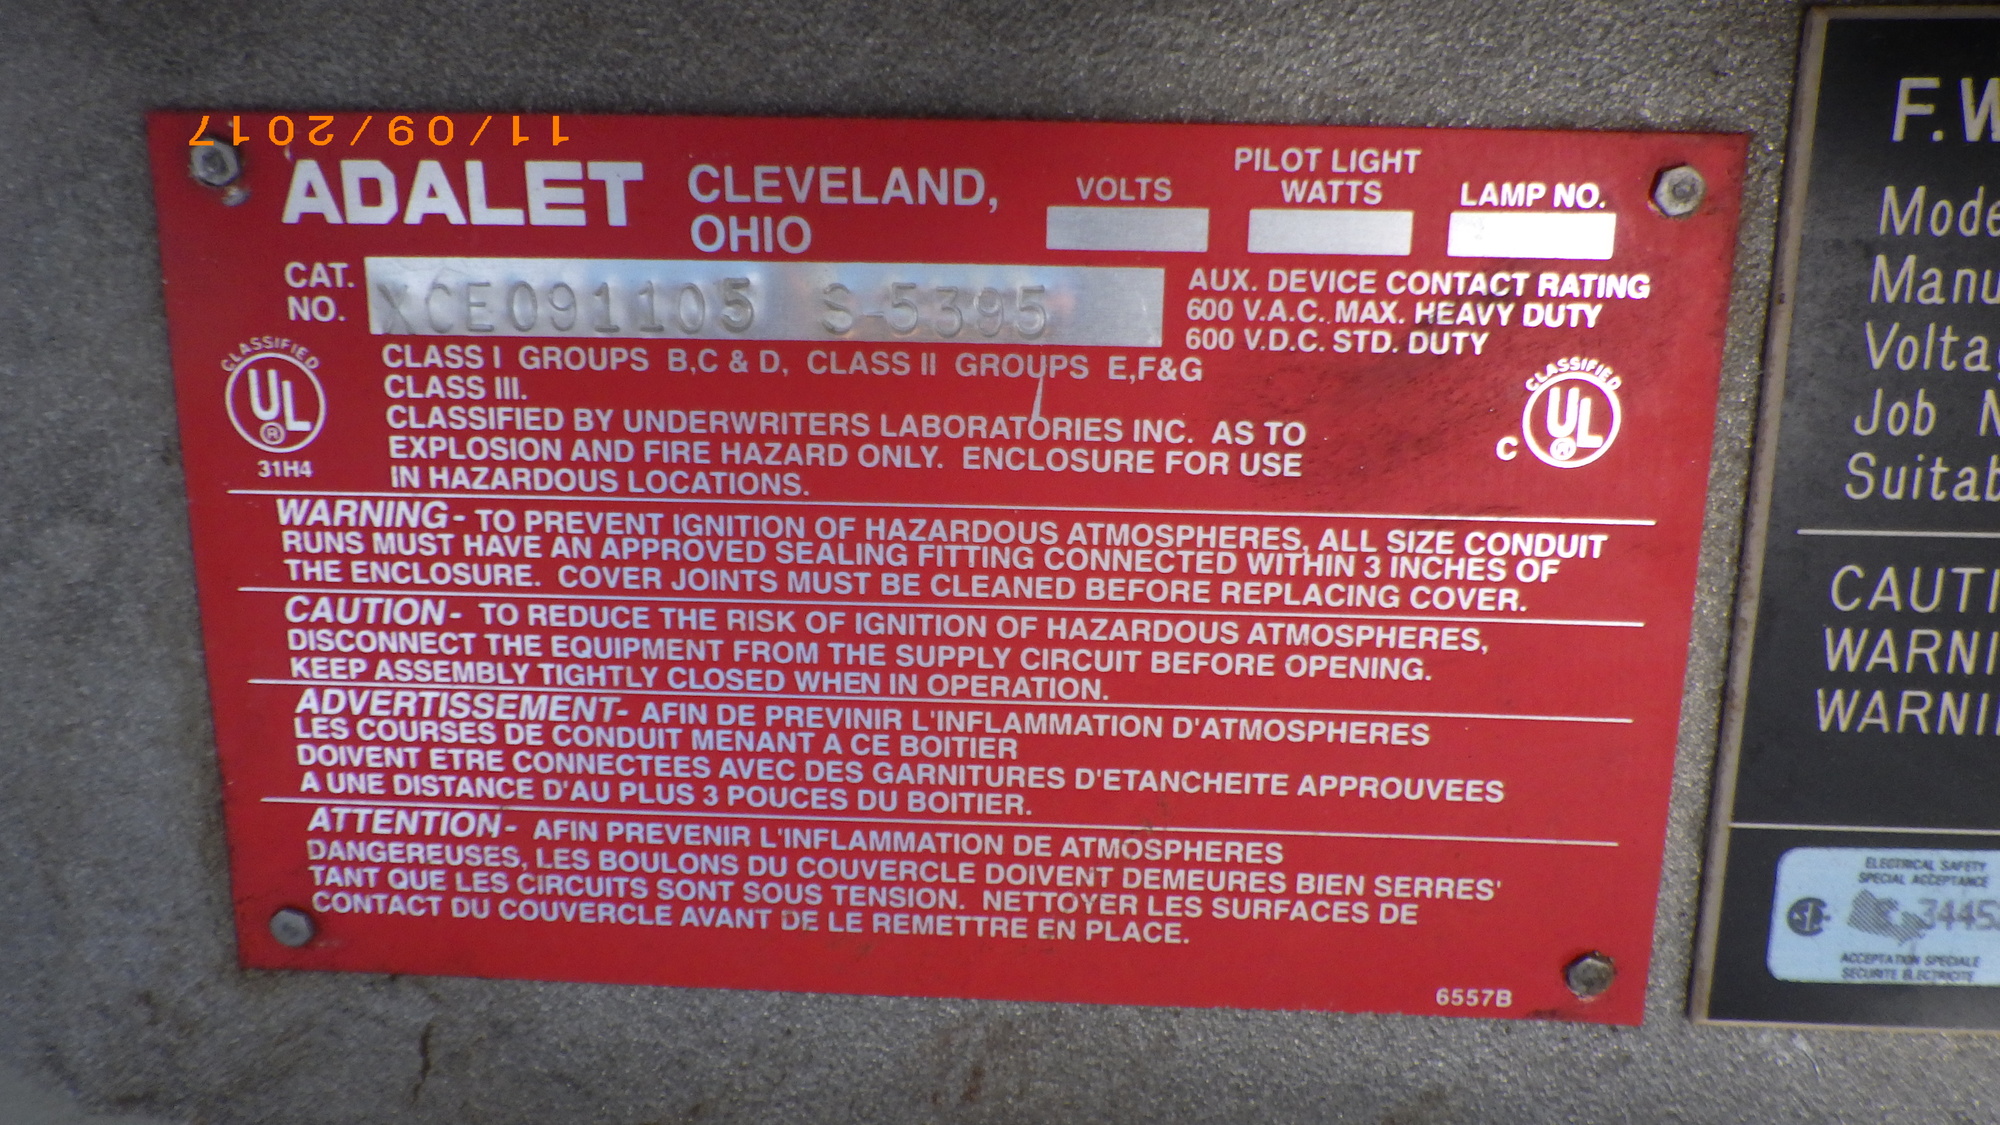 11/09/2017
ADALET
CLEVELAND,
OHIO
VOLTS
PILOT LIGHT
WATTS
LAMP NO.
CAT.
NO.
XCE091105 S-5395
AUX. DEVICE CONTACT RATING
600 V.A.C. MAX. HEAVY DUTY
600 V.D.C. STD. DUTY
CLASSIFIED
UL
®
31H4
CLASS I GROUPS B,C & D, CLASS II GROUPS E,F&G
CLASS III.
CLASSIFIED BY UNDERWRITERS LABORATORIES INC. AS TO
EXPLOSION AND FIRE HAZARD ONLY. ENCLOSURE FOR USE
IN HAZARDOUS LOCATIONS.
CLASSIFIED
C UL
®
WARNING- TO PREVENT IGNITION OF HAZARDOUS ATMOSPHERES, ALL SIZE CONDUIT
RUNS MUST HAVE AN APPROVED SEALING FITTING CONNECTED WITHIN 3 INCHES OF
THE ENCLOSURE. COVER JOINTS MUST BE CLEANED BEFORE REPLACING COVER.
CAUTION- TO REDUCE THE RISK OF IGNITION OF HAZARDOUS ATMOSPHERES,
DISCONNECT THE EQUIPMENT FROM THE SUPPLY CIRCUIT BEFORE OPENING.
KEEP ASSEMBLY TIGHTLY CLOSED WHEN IN OPERATION.
ADVERTISSEMENT- AFIN DE PREVINIR L'INFLAMMATION D'ATMOSPHERES
LES COURSES DE CONDUIT MENANT A CE BOITIER
DOIVENT ETRE CONNECTEES AVEC DES GARNITURES D'ETANCHEITE APPROUVEES
A UNE DISTANCE D'AU PLUS 3 POUCES DU BOITIER.
ATTENTION- AFIN PREVENIR L'INFLAMMATION DE ATMOSPHERES
DANGEREUSES, LES BOULONS DU COUVERCLE DOIVENT DEMEURES BIEN SERRES'
TANT QUE LES CIRCUITS SONT SOUS TENSION. NETTOYER LES SURFACES DE
CONTACT DU COUVERCLE AVANT DE LE REMETTRE EN PLACE.
6557B
F.W
Mode
Manu
Voltag
Job N
Suitab
CAUTI
WARNI
WARNI
ELECTRICAL SAFETY
SPECIAL ACCEPTANCE
3445
ACCEPTATION SPECIALE
SECURITE ELECTRICITE